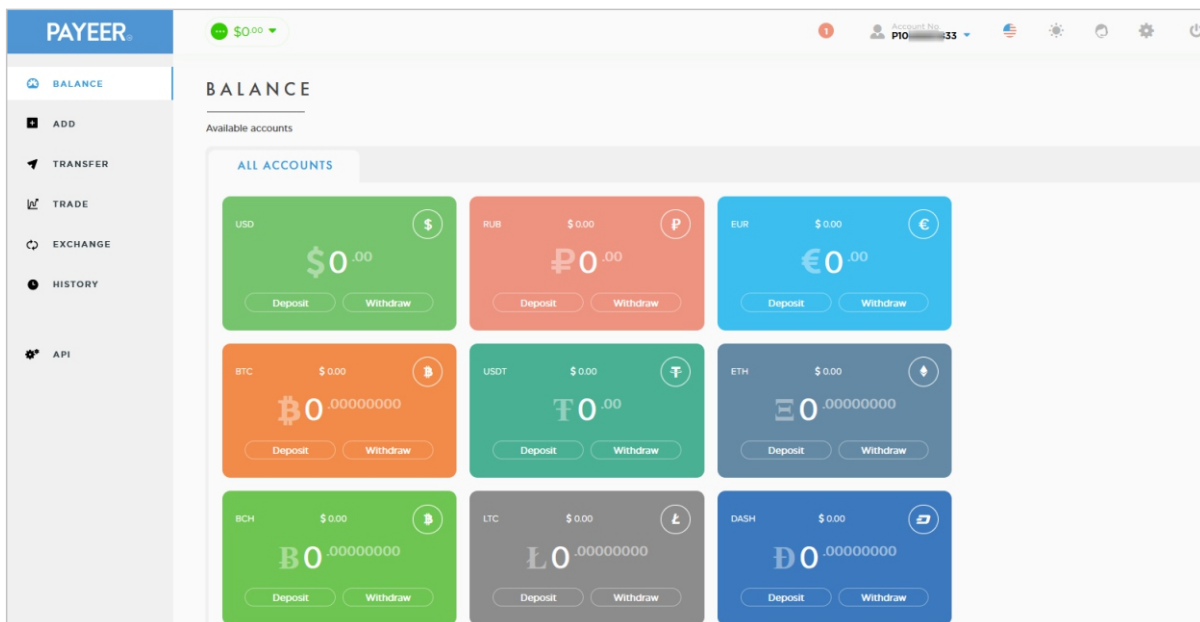 PAYEER®
$0.00
1
Account No.
P10 33
BALANCE
ADD
TRANSFER
TRADE
EXCHANGE
HISTORY
API
BALANCE
Available accounts
ALL ACCOUNTS
USD $
$0.00
Deposit Withdraw
RUB $ 0.00 ₽
₽0.00
Deposit Withdraw
EUR $ 0.00 €
€0.00
Deposit Withdraw
BTC $ 0.00 ₿
₿0.00000000
Deposit Withdraw
USDT $ 0.00 ₮
₮0.00
Deposit Withdraw
ETH $ 0.00
Ξ0.00000000
Deposit Withdraw
BCH $ 0.00 ₿
Ƀ0.00000000
Deposit Withdraw
LTC $ 0.00 Ł
Ł0.00000000
Deposit Withdraw
DASH $ 0.00
Đ0.00000000
Deposit Withdraw